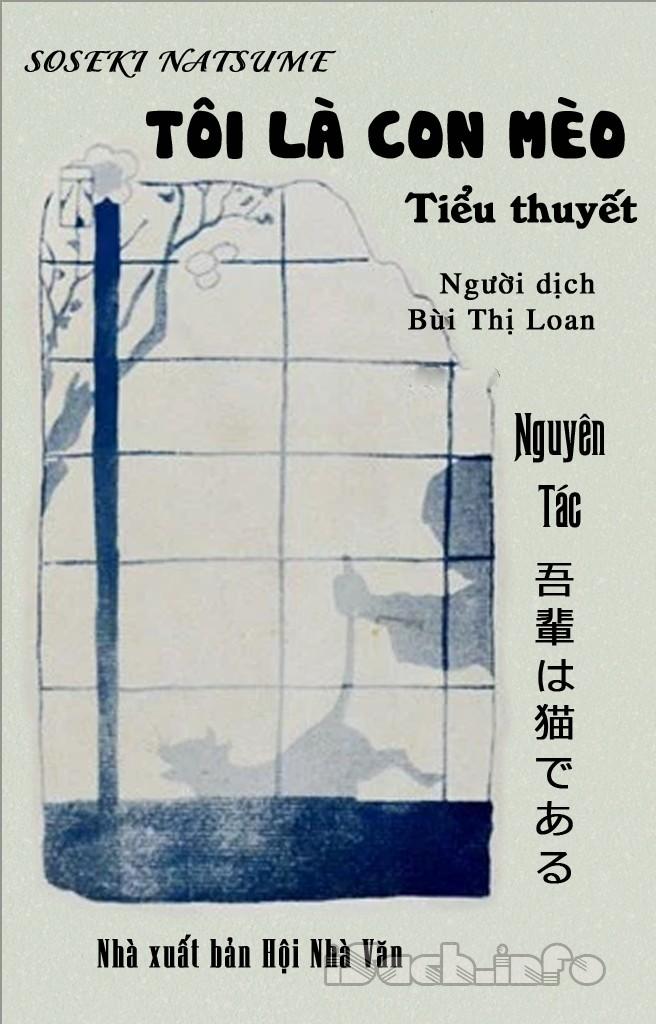 SOSEKI NATSUME
TÔI LÀ CON MÈO
Tiểu thuyết
Người dịch
Bùi Thị Loan
Nguyên
Tác
吾輩は猫である
Nhà xuất bản Hội Nhà Văn
iSach.info